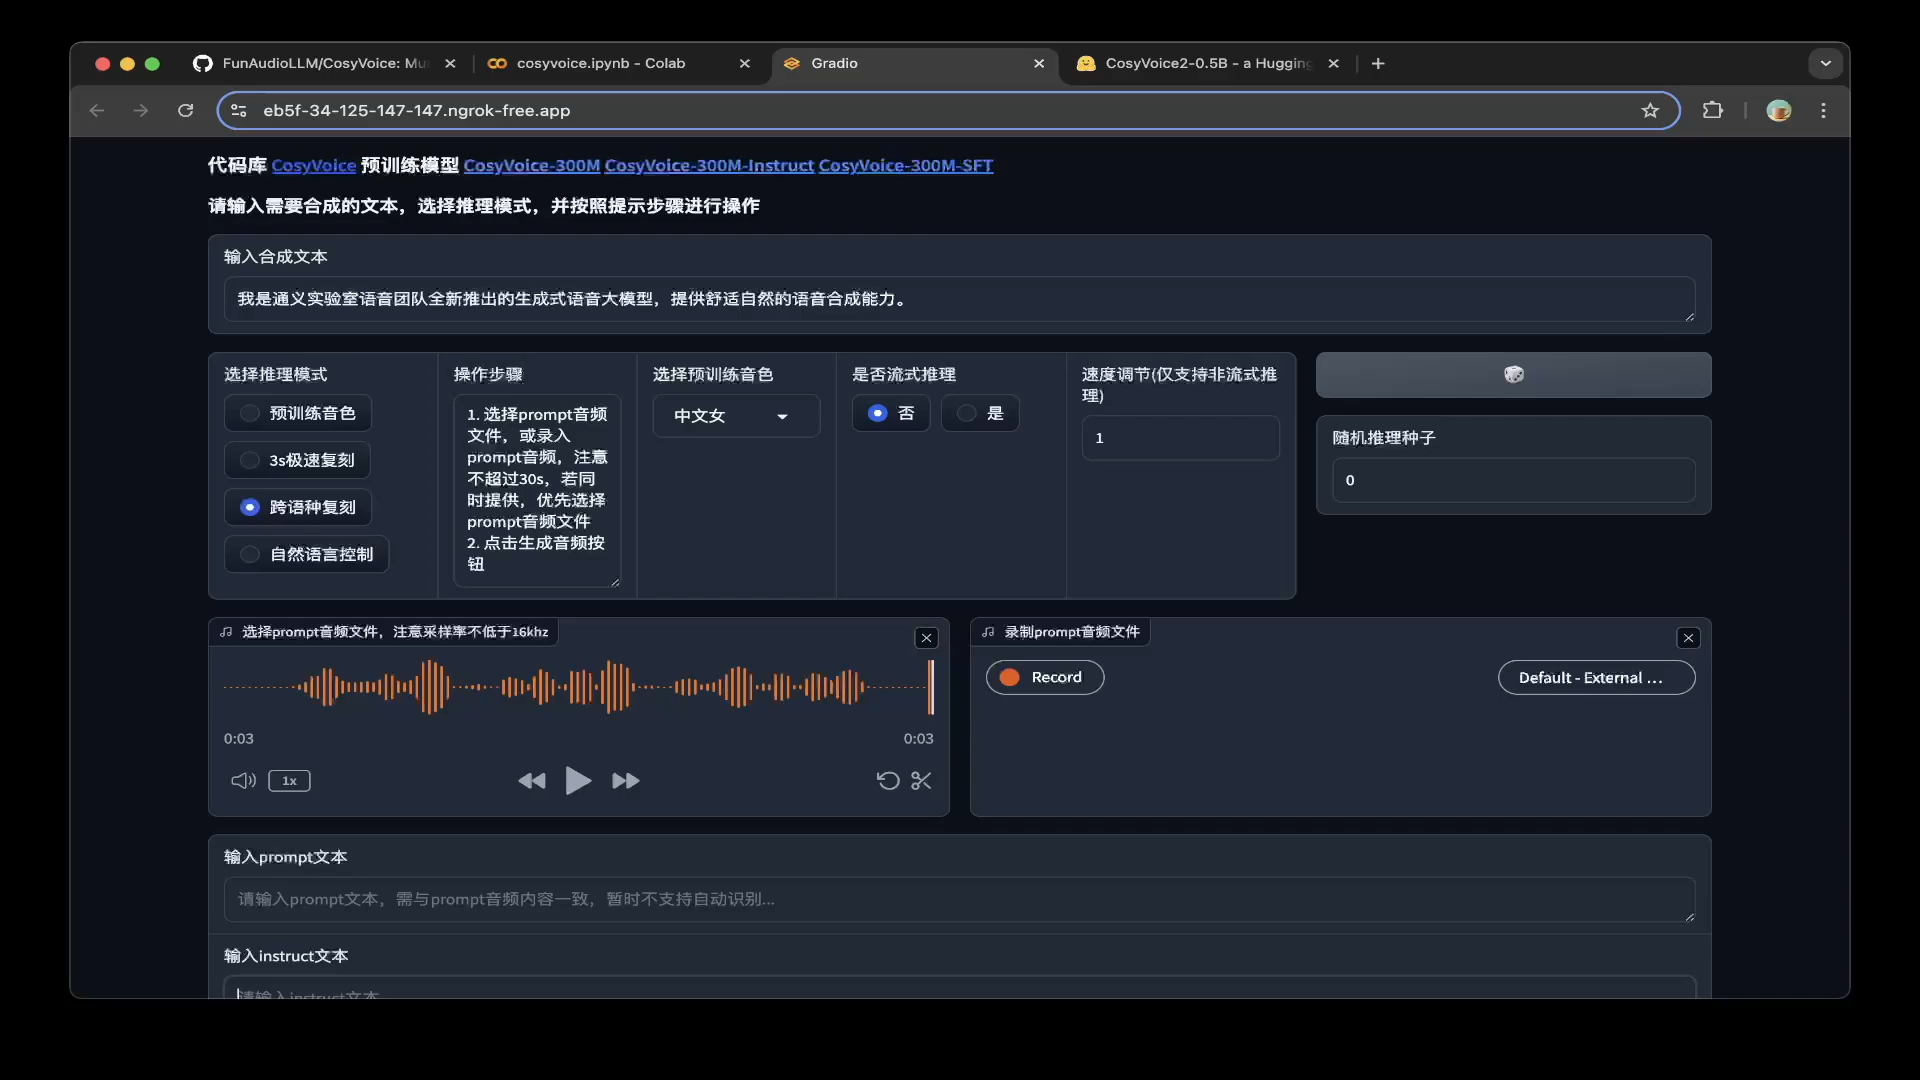 FunAudioLLM/CosyVoice: Mu
cosyvoice.ipynb - Colab
Gradio
CosyVoice2-0.5B - a Hugging
eb5f-34-125-147-147.ngrok-free.app
代码库 CosyVoice 预训练模型 CosyVoice-300M CosyVoice-300M-Instruct CosyVoice-300M-SFT
请输入需要合成的文本，选择推理模式，并按照提示步骤进行操作
输入合成文本
我是通义实验室语音团队全新推出的生成式语音大模型，提供舒适自然的语音合成能力。
选择推理模式
预训练音色
3s极速复刻
跨语种复刻
自然语言控制
操作步骤
1. 选择prompt音频
文件，或录入
prompt音频，注意
不超过30s，若同
时提供，优先选择
prompt音频文件
2. 点击生成音频按
钮
选择预训练音色
中文女
是否流式推理
否
是
速度调节(仅支持非流式推
理)
1
随机推理种子
0
选择prompt音频文件，注意采样率不低于16khz
0:03
0:03
1x
录制prompt音频文件
Record
Default - External ...
输入prompt文本
请输入prompt文本，需与prompt音频内容一致，暂时不支持自动识别...
输入instruct文本
请输入instruct文本